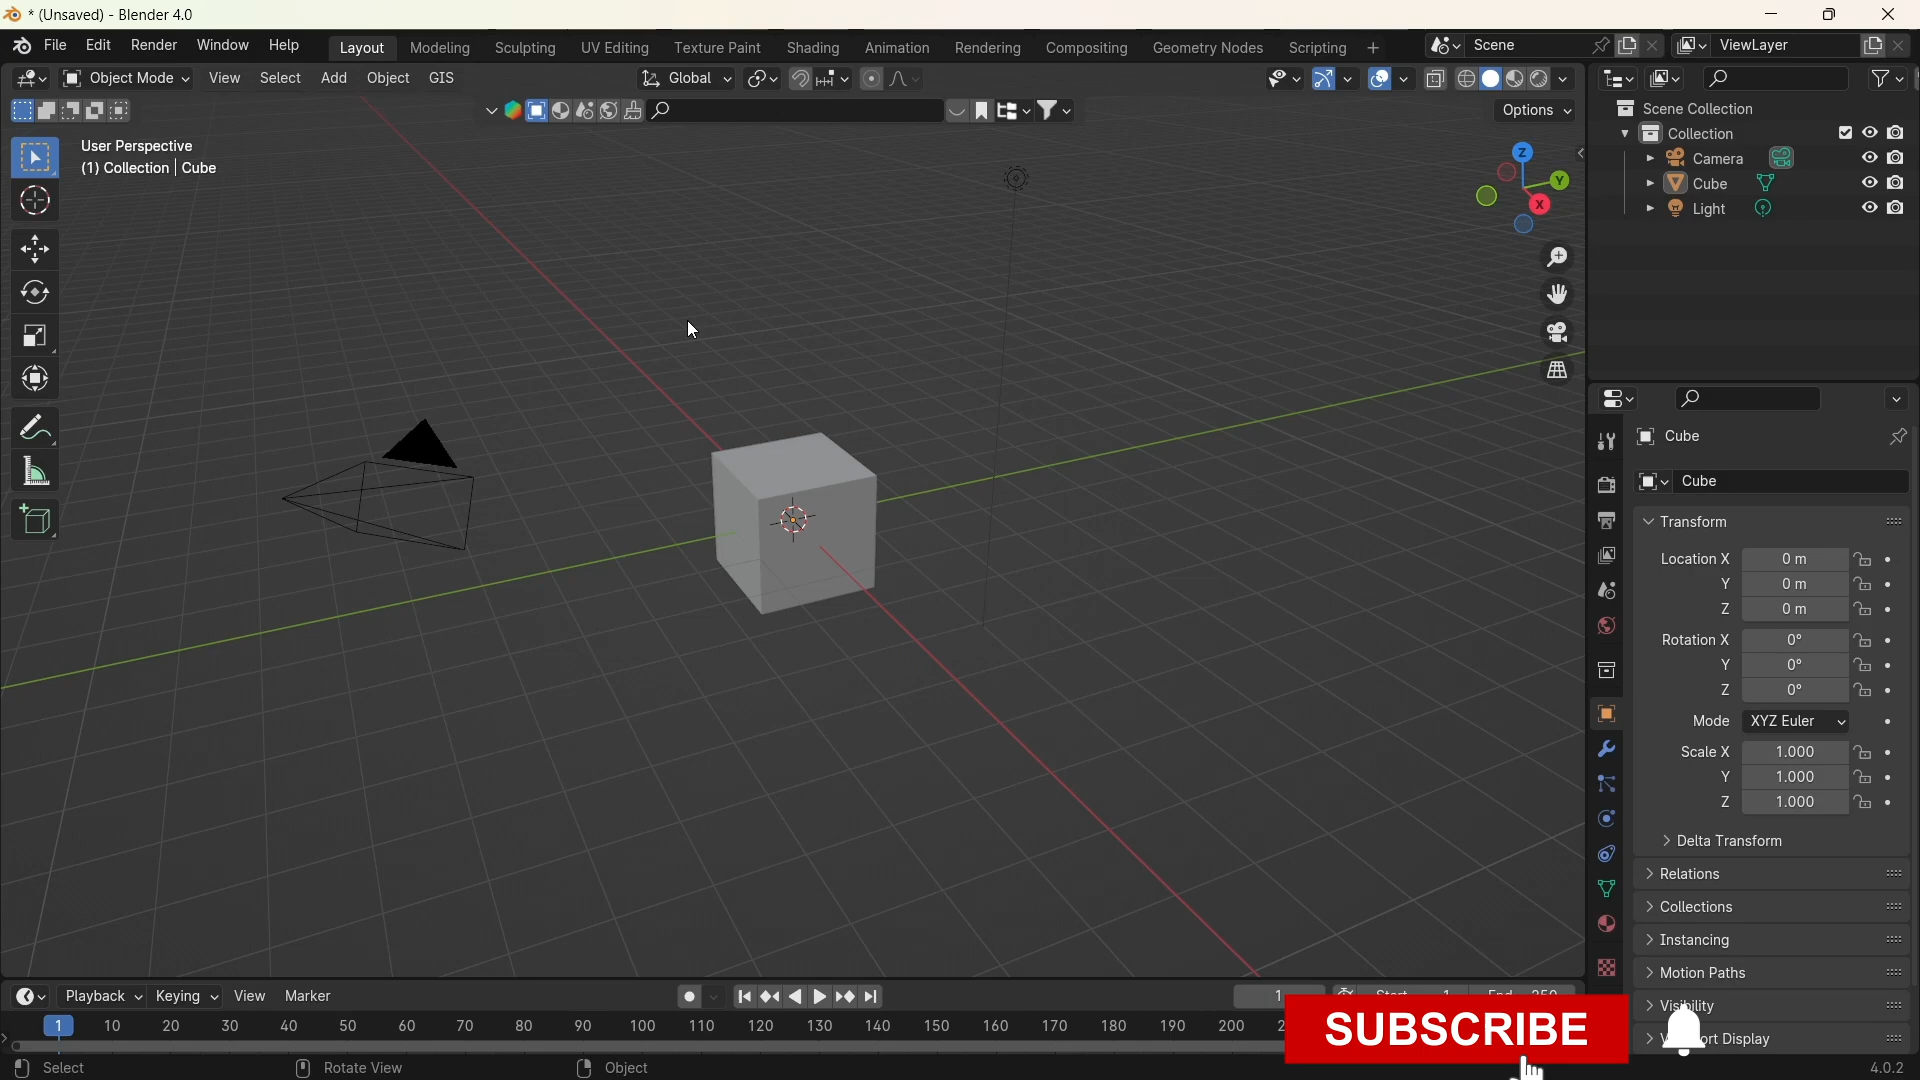 * (Unsaved) - Blender 4.0
File Edit Render Window Help Layout Modeling Sculpting UV Editing Texture Paint Shading Animation Rendering Compositing Geometry Nodes Scripting + Scene ViewLayer
Object Mode View Select Add Object GIS Global
Options
User Perspective
(1) Collection | Cube
Z
Y
X
Scene Collection
Collection
Camera
Cube
Light
Cube
Cube
Transform
Location X 0 m
Y 0 m
Z 0 m
Rotation X 0°
Y 0°
Z 0°
Mode XYZ Euler
Scale X 1.000
Y 1.000
Z 1.000
Delta Transform
Relations
Collections
Instancing
Motion Paths
Visibility
Playback Keying View Marker 1 Start 1 End 250
1 10 20 30 40 50 60 70 80 90 100 110 120 130 140 150 160 170 180 190 200
SUBSCRIBE
Display
Select Rotate View Object 4.0.2